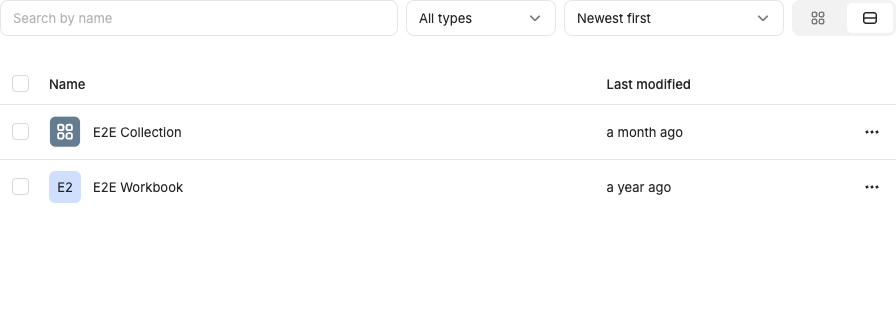 Search by name
All types
Newest first
Name
Last modified
E2E Collection
a month ago
E2
E2E Workbook
a year ago